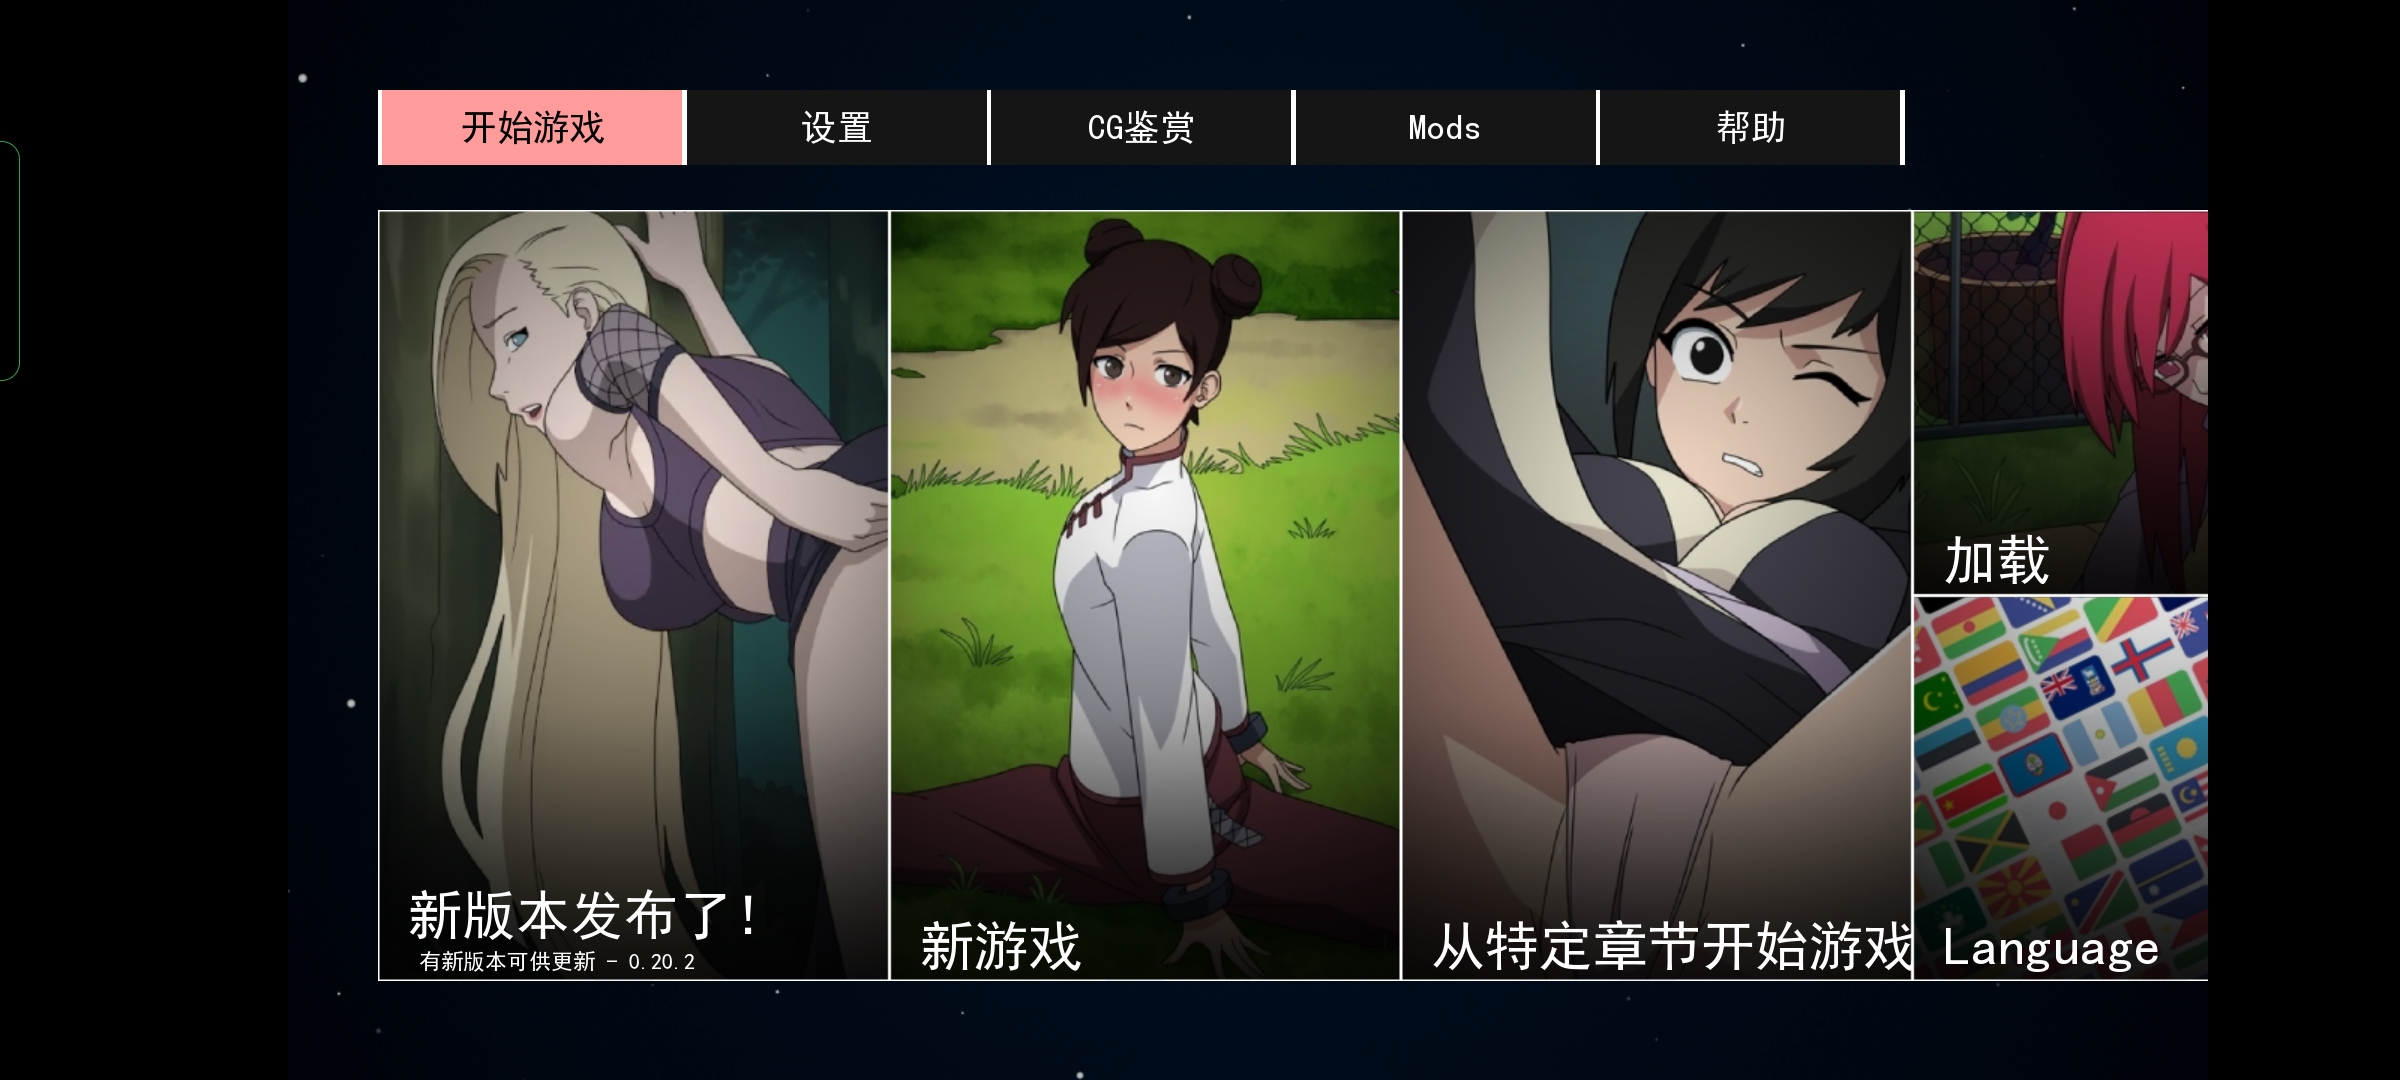 开始游戏
设置
CG鉴赏
Mods
帮助
新版本发布了!
有新版本可供更新 - 0.20.2
新游戏
从特定章节开始游戏
加载
Language